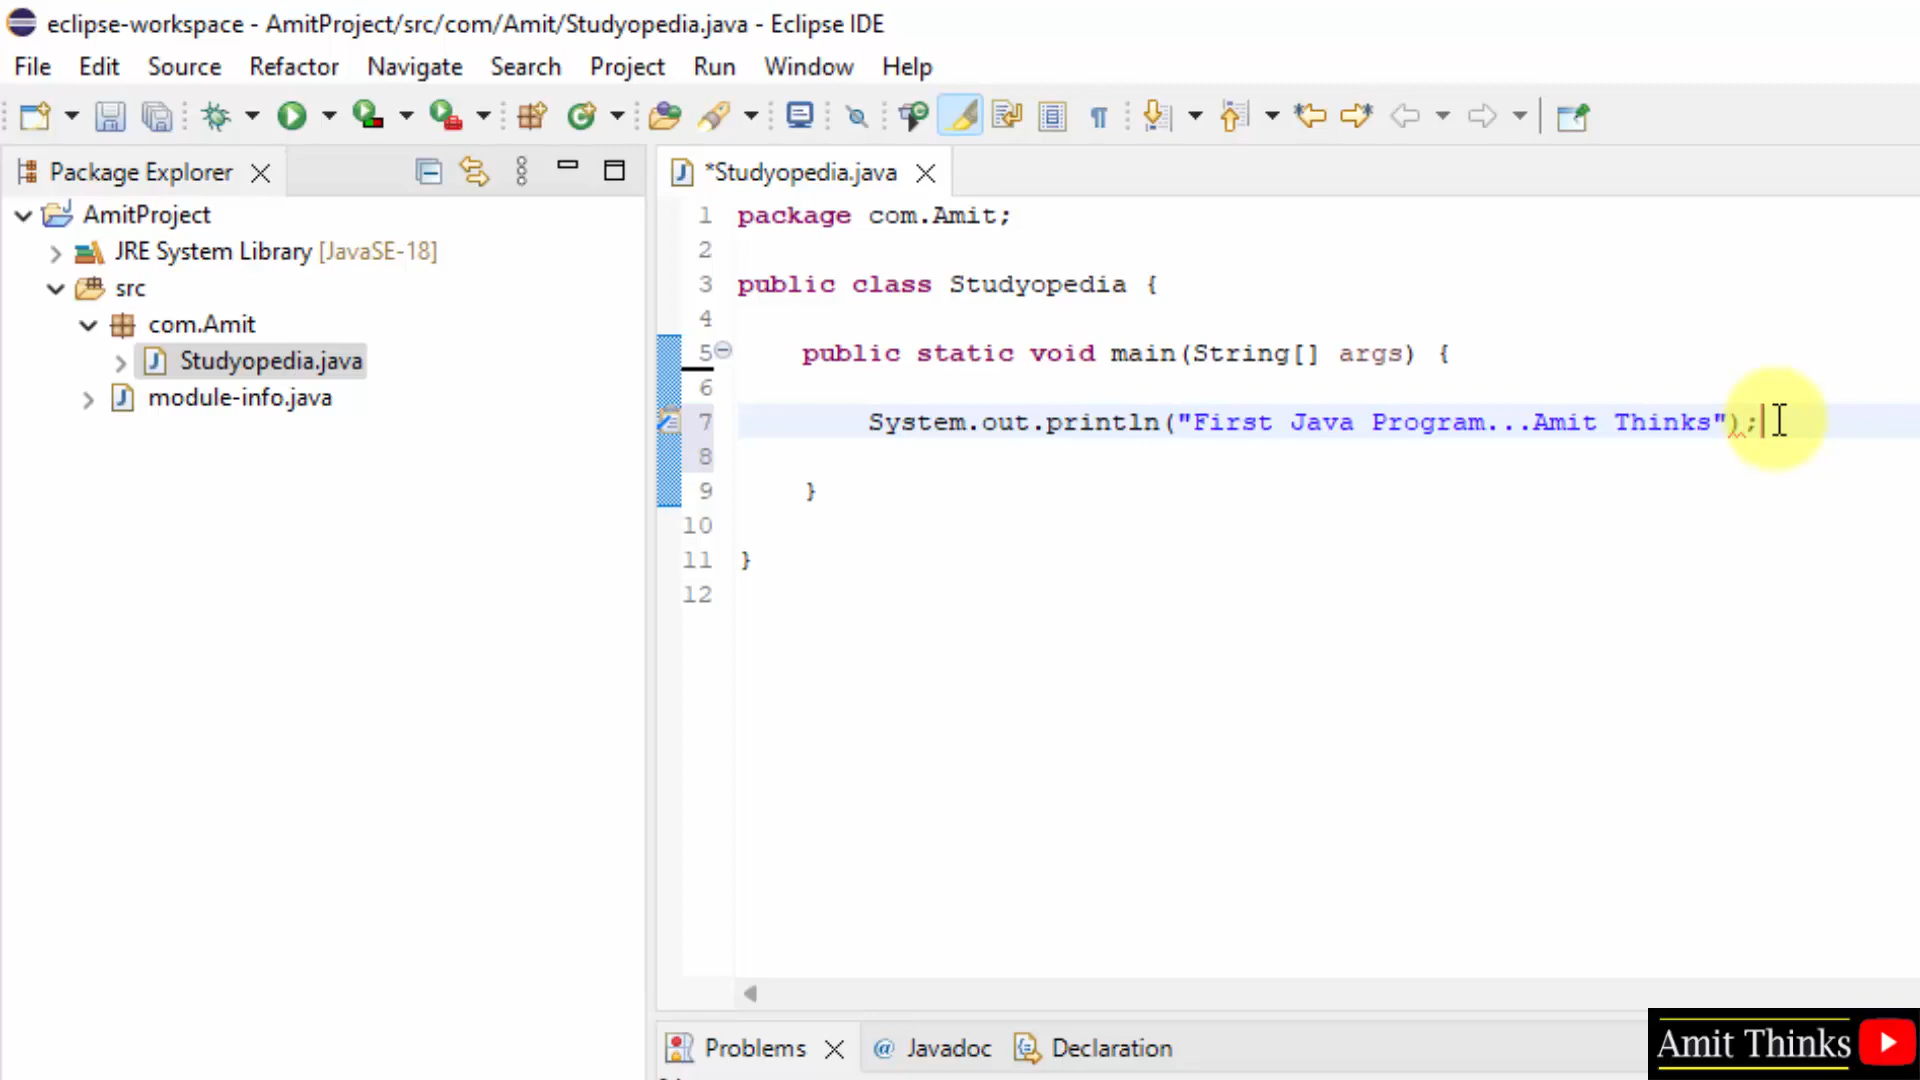 eclipse-workspace - AmitProject/src/com/Amit/Studyopedia.java - Eclipse IDE
File Edit Source Refactor Navigate Search Project Run Window Help
Package Explorer
AmitProject
JRE System Library [JavaSE-18]
src
com.Amit
Studyopedia.java
module-info.java
*Studyopedia.java
1 package com.Amit;
2
3 public class Studyopedia {
4
5 public static void main(String[] args) {
6
7 System.out.println("First Java Program...Amit Thinks");
8
9 }
10
11 }
12
Problems @ Javadoc Declaration
Amit Thinks